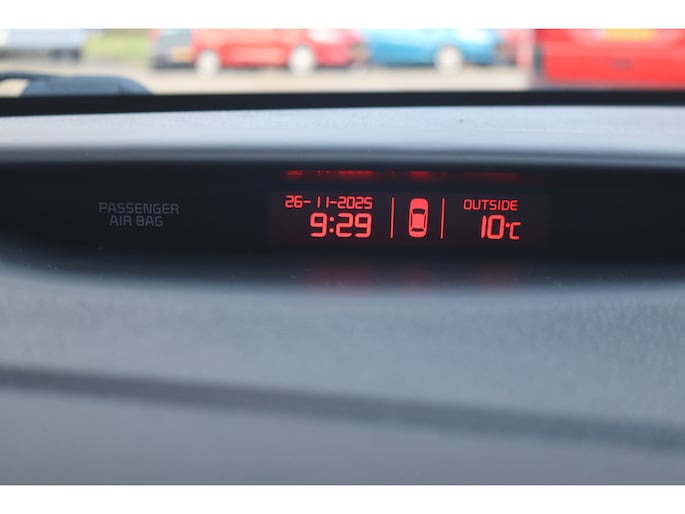 PASSENGER
AIR BAG
26-11-2025
9:29
OUTSIDE
10°C